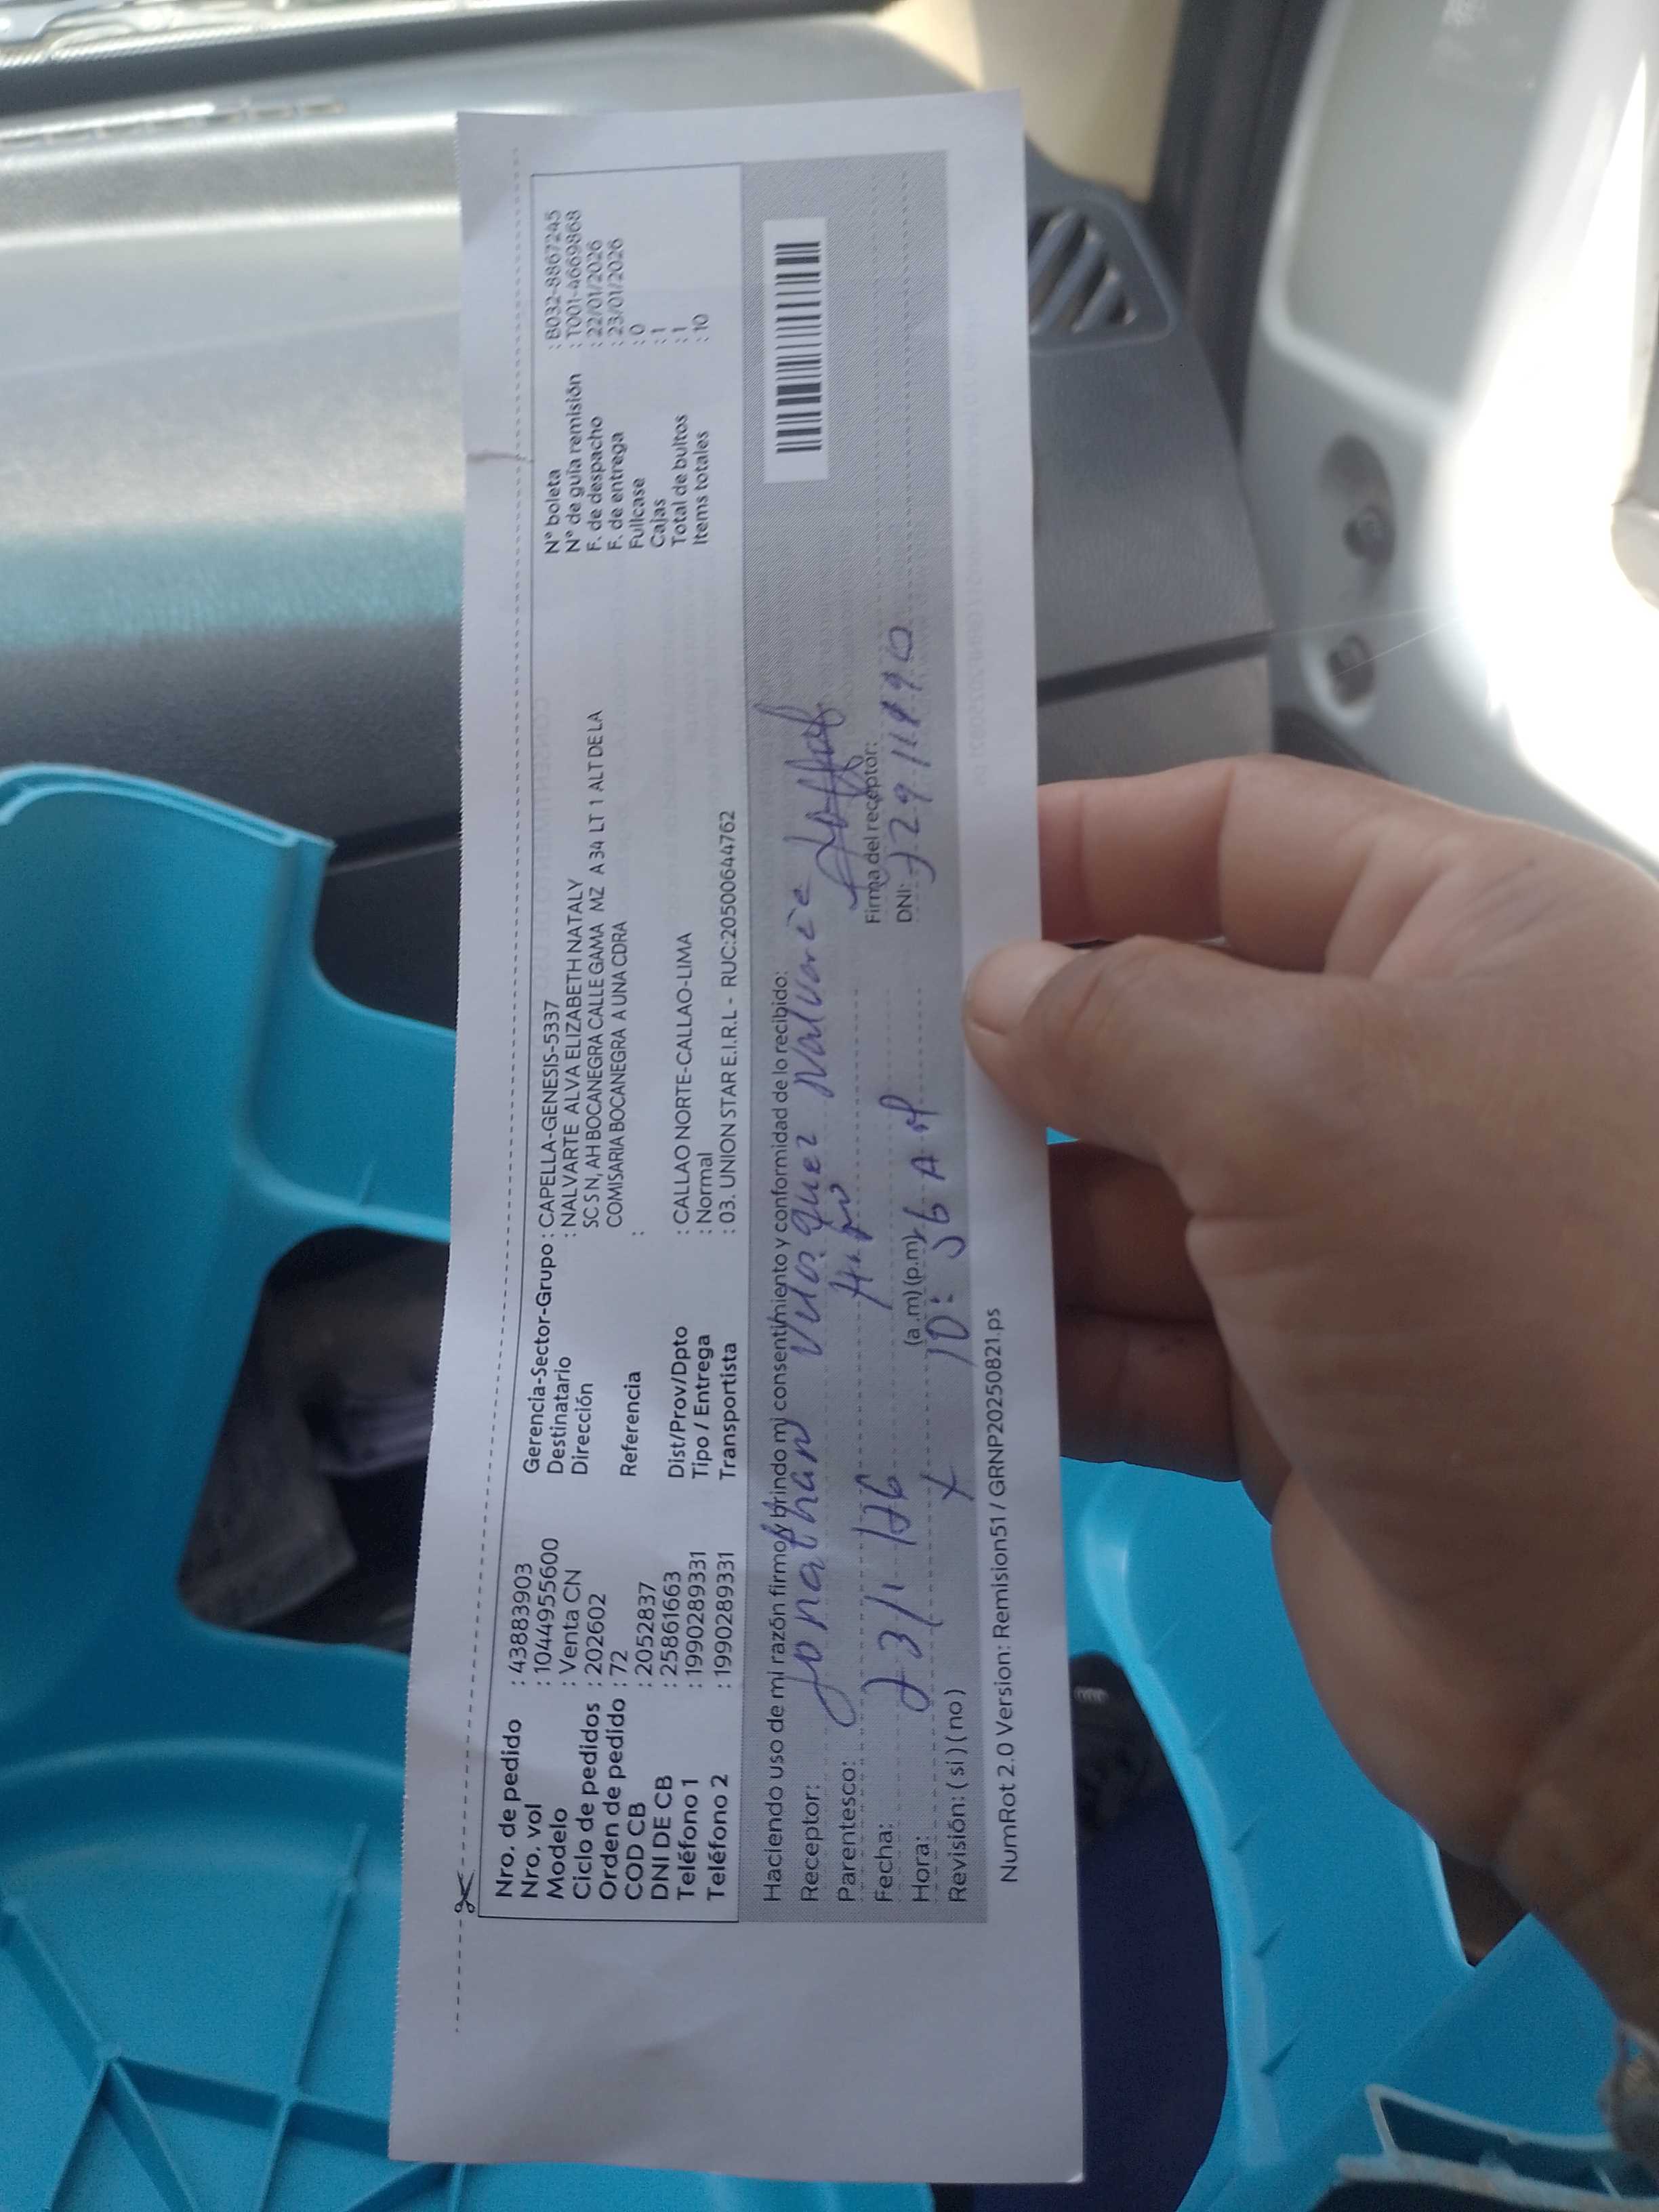 Nro. de pedido : 43883903
Nro. vol : 1044955600
Modelo : Venta CN
Ciclo de pedidos : 202602
Orden de pedido : 72
COD CB : 2052837
DNI DE CB : 25861663
Teléfono 1 : 1990289331
Teléfono 2 : 1990289331
Gerencia-Sector-Grupo : CAPELLA-GENESIS-5337
Destinatario : NALVARTE ALVA ELIZABETH NATALY
Dirección SC S N, AH BOCANEGRA CALLE GAMA MZ A 34 LT 1 ALT DE LA
COMISARIA BOCANEGRA A UNA CDRA
Referencia :
Dist/Prov/Dpto : CALLAO NORTE-CALLAO-LIMA
Tipo / Entrega : Normal
Transportista : 03. UNION STAR E.I.R.L - RUC:20500644762
N° boleta : B032-8867245
N° de guía remisión : T001-4669868
F. de despacho : 22/01/2026
F. de entrega : 23/01/2026
Fullcase : 0
Cajas : 1
Total de bultos : 1
Items totales : 10
Haciendo uso de mi razón firmo y brindo mi consentimiento y conformidad de lo recibido:
Receptor: Jonathan Velasquez Nalvarte
Parentesco:
Fecha: 23/1/26
Firma del receptor:
Hora: (a.m) (p.m) 10:56 AM
DNI:
Revisión: ( si ) ( no ) X
NumRot 2.0 Version: Remision51 / GRNP20250821.ps